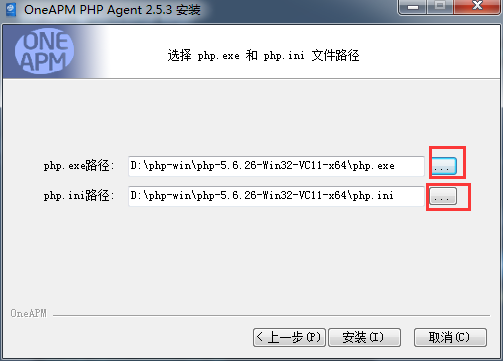 OneAPM PHP Agent 2.5.3 安装
ONE
APM
选择 php.exe 和 php.ini 文件路径
php.exe路径: D:\php-win\php-5.6.26-Win32-VC11-x64\php.exe ...
php.ini路径: D:\php-win\php-5.6.26-Win32-VC11-x64\php.ini ...
OneAPM
< 上一步(P) 安装(I) 取消(C)